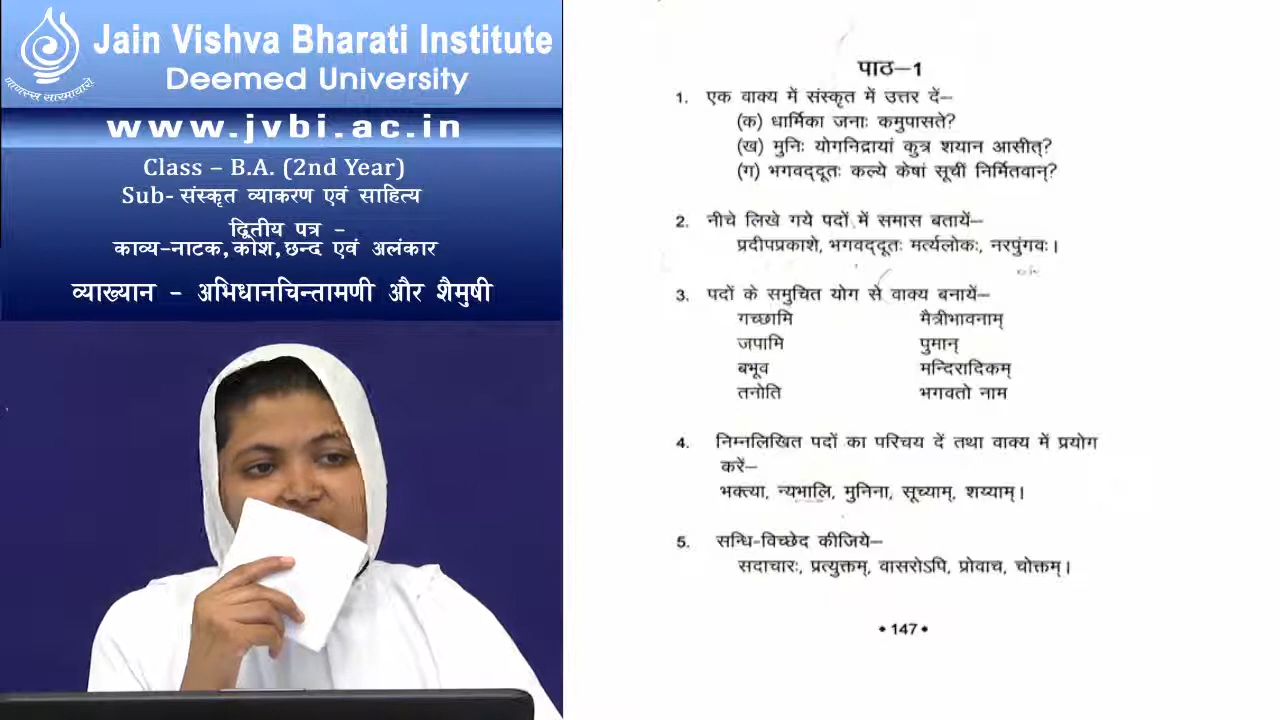 Jain Vishva Bharati Institute
Deemed University
णाणस्स सारमायारो
www.jvbi.ac.in
Class – B.A. (2nd Year)
Sub- संस्कृत व्याकरण एवं साहित्य
द्वितीय पत्र -
काव्य-नाटक,कोश,छन्द एवं अलंकार
व्याख्यान - अभिधानचिन्तामणी और शैमुषी
पाठ–1
1. एक वाक्य में संस्कृत में उत्तर दें–
(क) धार्मिका जनाः कमुपासते?
(ख) मुनिः योगनिद्रायां कुत्र शयान आसीत्?
(ग) भगवद्दूतः कल्ये केषां सूचीं निर्मितवान्?
2. नीचे लिखे गये पदों में समास बतायें–
प्रदीपप्रकाशे, भगवद्दूतः मर्त्यलोकः, नरपुंगवः।
3. पदों के समुचित योग से वाक्य बनायें–
गच्छामि मैत्रीभावनाम्
जपामि पुमान्
बभूव मन्दिरादिकम्
तनोति भगवतो नाम
4. निम्नलिखित पदों का परिचय दें तथा वाक्य में प्रयोग
करें–
भक्त्या, न्यभालि, मुनिना, सूच्याम्, शय्याम्।
5. सन्धि-विच्छेद कीजिये–
सदाचारः, प्रत्युक्तम्, वासरोऽपि, प्रोवाच, चोक्तम्।
• 147 •